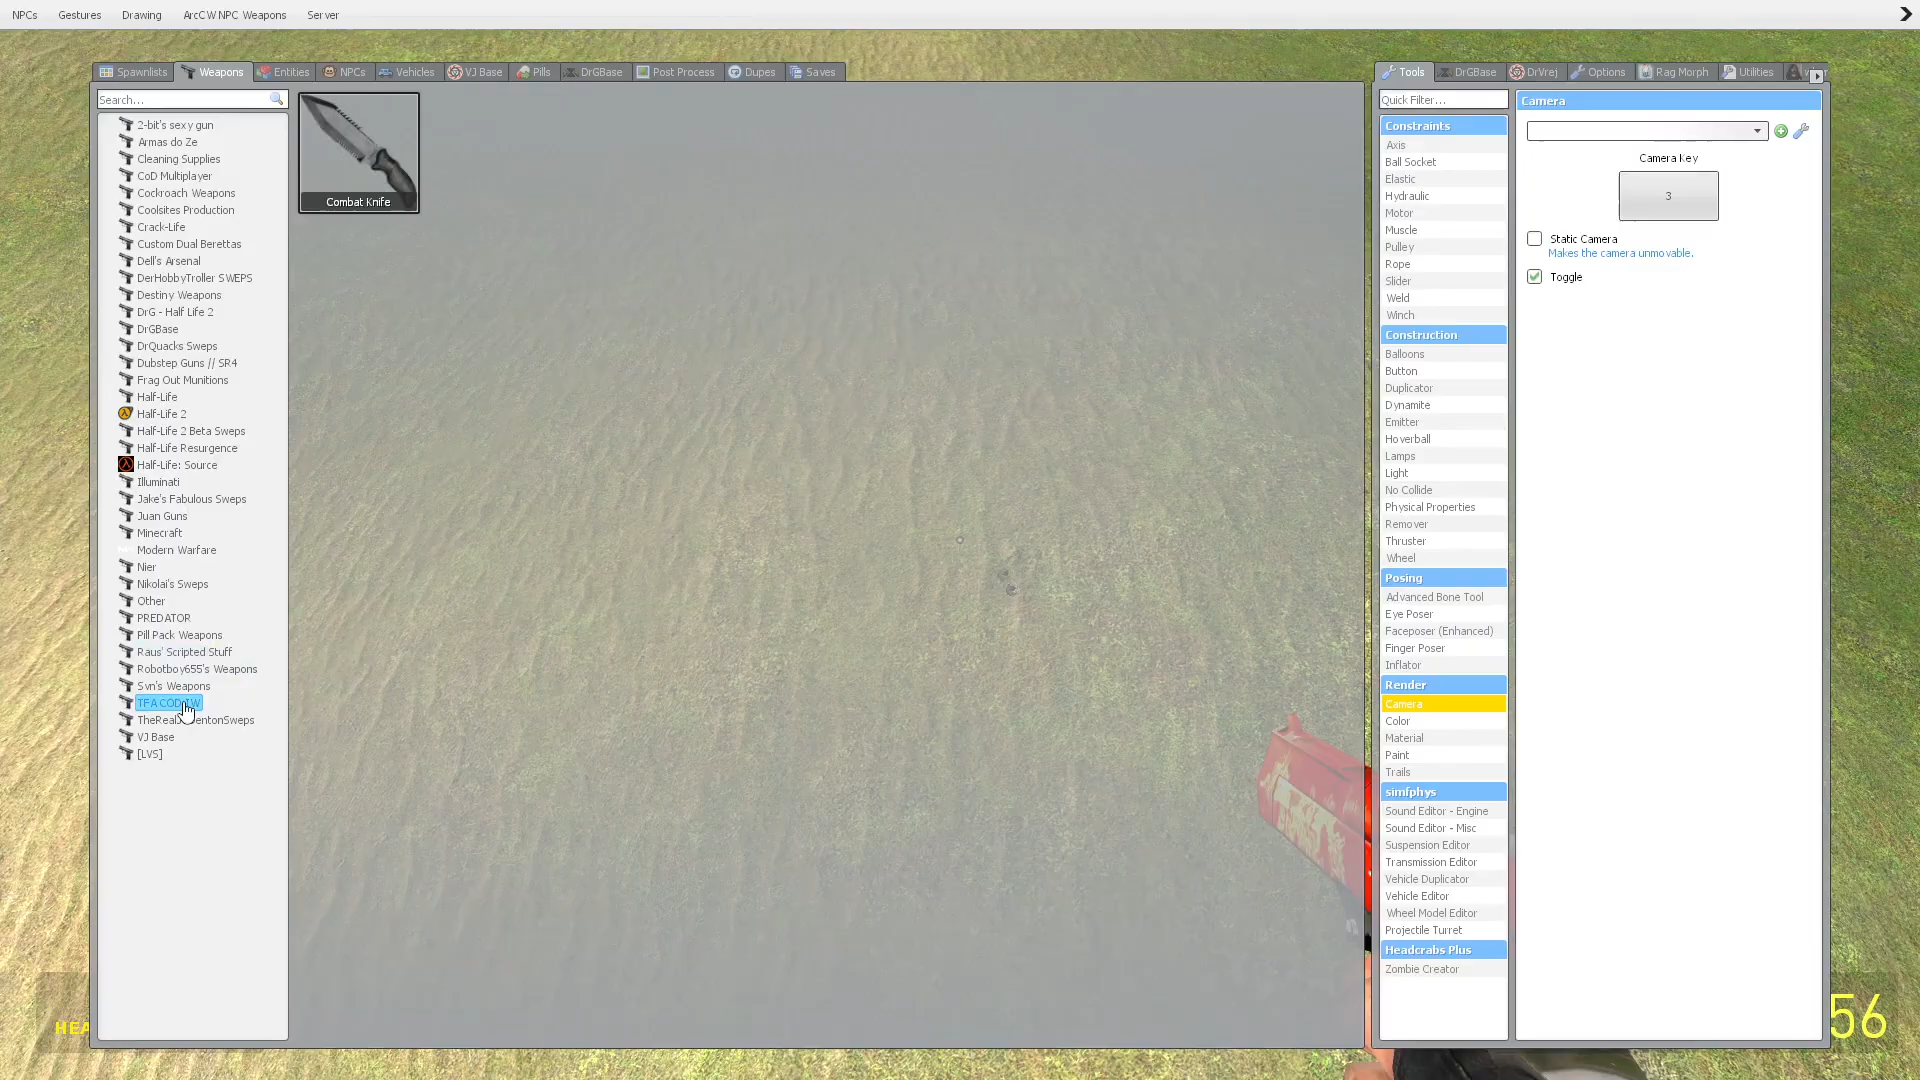 NPCs Gestures Drawing ArcCW NPC Weapons Server
Spawnlists Weapons Entities NPCs Vehicles VJ Base Pills DrGBase Post Process Dupes Saves
Search...
2-bit's sexy gun
Armas do Ze
Cleaning Supplies
CoD Multiplayer
Cockroach Weapons
Coolsites Production
Crack-Life
Custom Dual Berettas
Dell's Arsenal
DerHobbyTroller SWEPS
Destiny Weapons
DrG - Half Life 2
DrGBase
DrQuacks Sweps
Dubstep Guns // SR4
Frag Out Munitions
Half-Life
Half-Life 2
Half-Life 2 Beta Sweps
Half-Life Resurgence
Half-Life: Source
Illuminati
Jake's Fabulous Sweps
Juan Guns
Minecraft
Modern Warfare
Nier
Nikolai's Sweps
Other
PREDATOR
Pill Pack Weapons
Raus' Scripted Stuff
Robotboy655's Weapons
Svn's Weapons
TFA COD
VJ Base
[LVS]
Combat Knife
Tools DrGBase DrVrej Options Rag Morph Utilities
Quick Filter...
Constraints
Axis
Ball Socket
Elastic
Hydraulic
Motor
Muscle
Pulley
Rope
Slider
Weld
Winch
Construction
Balloons
Button
Duplicator
Dynamite
Emitter
Hoverball
Lamps
Light
No Collide
Physical Properties
Remover
Thruster
Wheel
Posing
Advanced Bone Tool
Eye Poser
Faceposer (Enhanced)
Finger Poser
Inflator
Render
Camera
Color
Material
Paint
Trails
simfphys
Sound Editor - Engine
Sound Editor - Misc
Suspension Editor
Transmission Editor
Vehicle Duplicator
Vehicle Editor
Wheel Model Editor
Projectile Turret
Headcrabs Plus
Zombie Creator
Camera
Camera Key
3
Static Camera
Makes the camera unmovable.
Toggle
HEA
56